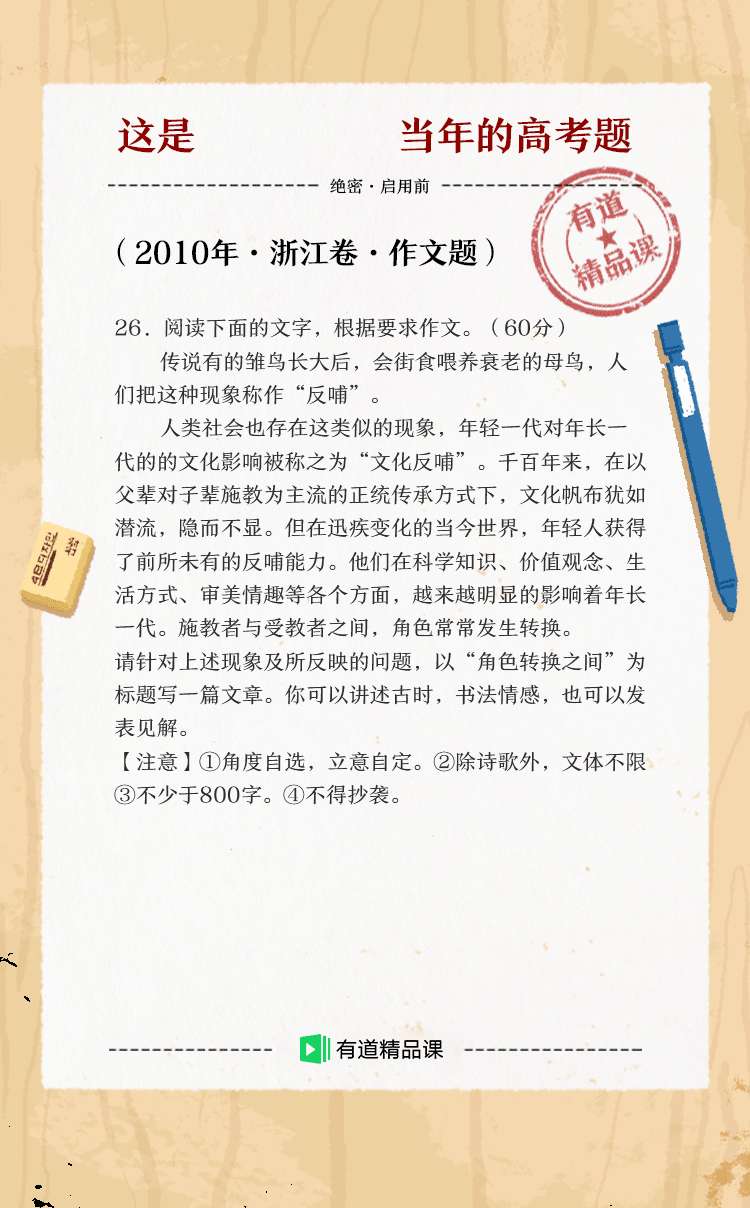 这是 当年的高考题
绝密·启用前
有道
精品课
（2010年·浙江卷·作文题）
26．阅读下面的文字，根据要求作文。（60分）
传说有的雏鸟长大后，会街食喂养衰老的母鸟，人
们把这种现象称作“反哺”。
人类社会也存在这类似的现象，年轻一代对年长一
代的的文化影响被称之为“文化反哺”。千百年来，在以
父辈对子辈施教为主流的正统传承方式下，文化帆布犹如
潜流，隐而不显。但在迅疾变化的当今世界，年轻人获得
了前所未有的反哺能力。他们在科学知识、价值观念、生
活方式、审美情趣等各个方面，越来越明显的影响着年长
一代。施教者与受教者之间，角色常常发生转换。
请针对上述现象及所反映的问题，以“角色转换之间”为
标题写一篇文章。你可以讲述古时，书法情感，也可以发
表见解。
【注意】①角度自选，立意自定。②除诗歌外，文体不限
③不少于800字。④不得抄袭。
有道精品课